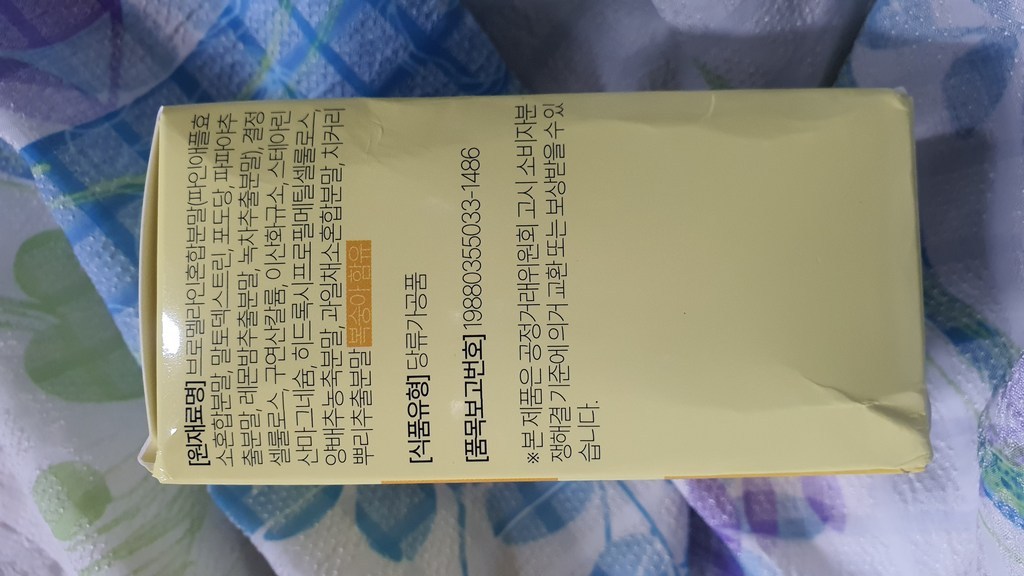 [원재료명] 브로멜라인혼합분말(파인애플효
소혼합분말, 말토덱스트린, 포도당, 파파야추
출분말, 레몬밤추출분말, 녹차추출분말), 결정
셀룰로스, 구연산칼륨, 이산화규소, 스테아린
산마그네슘, 히드록시프로필메틸셀룰로스,
양배추농축분말, 과일채소혼합분말, 치커리
뿌리추출분말 복숭아 함유
[식품유형] 당류가공품
[품목보고번호] 19880355033-1486
※본 제품은 공정거래위원회 고시 소비자분
쟁해결 기준에 의거 교환 또는 보상받을 수 있
습니다.